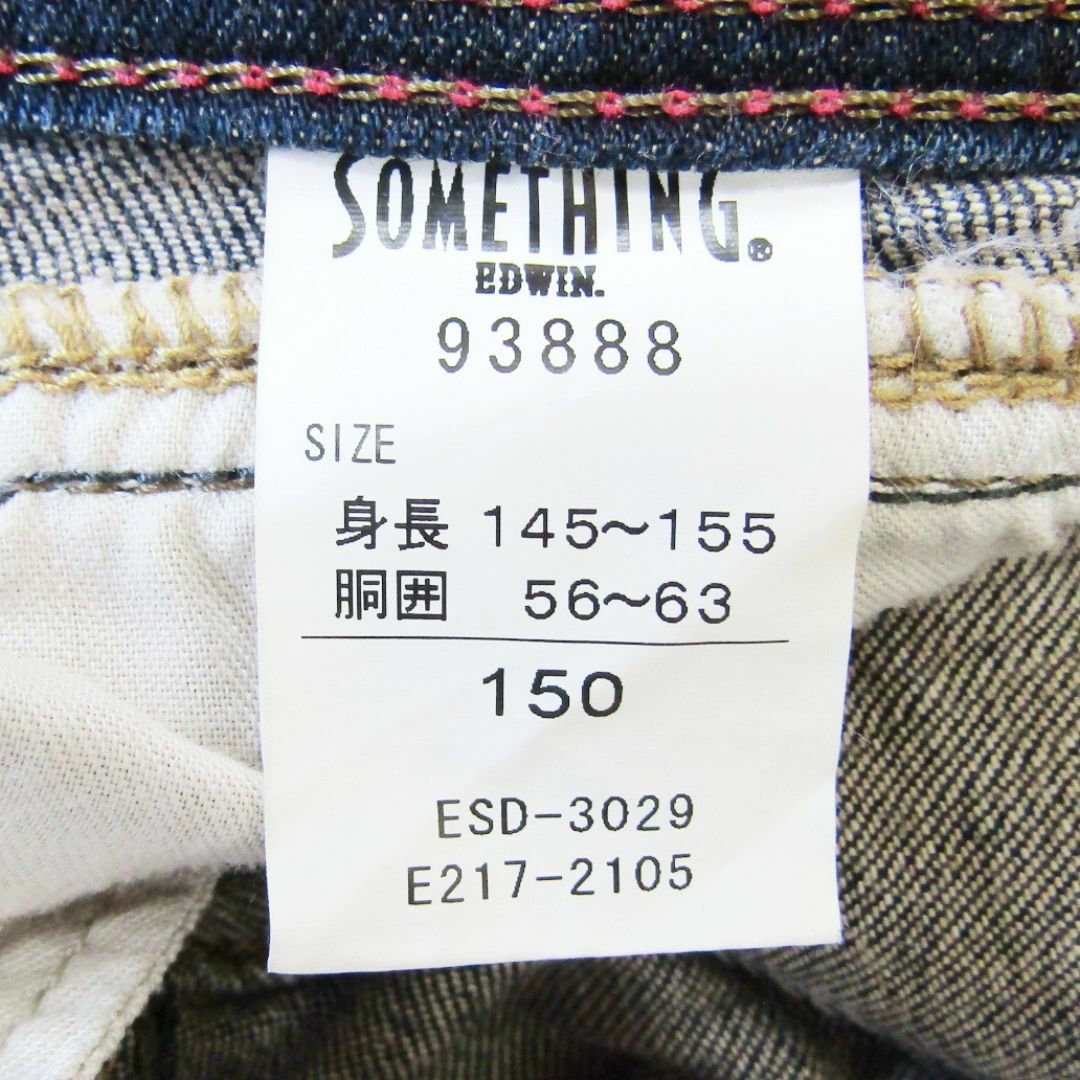 SOMETHING®
EDWIN.
93888
SIZE
身長 145〜155
胴囲 56〜63
150
ESD-3029
E217-2105